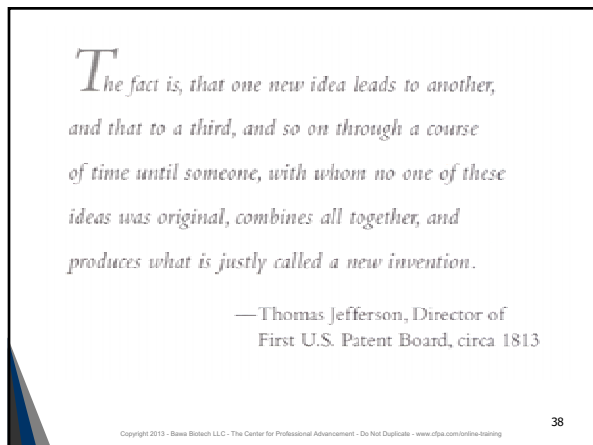 The fact is, that one new idea leads to another,
and that to a third, and so on through a course
of time until someone, with whom no one of these
ideas was original, combines all together, and
produces what is justly called a new invention.
—Thomas Jefferson, Director of
First U.S. Patent Board, circa 1813
38
Copyright 2013 - Bawa Biotech LLC - The Center for Professional Advancement - Do Not Duplicate - www.cfpa.com/online-training